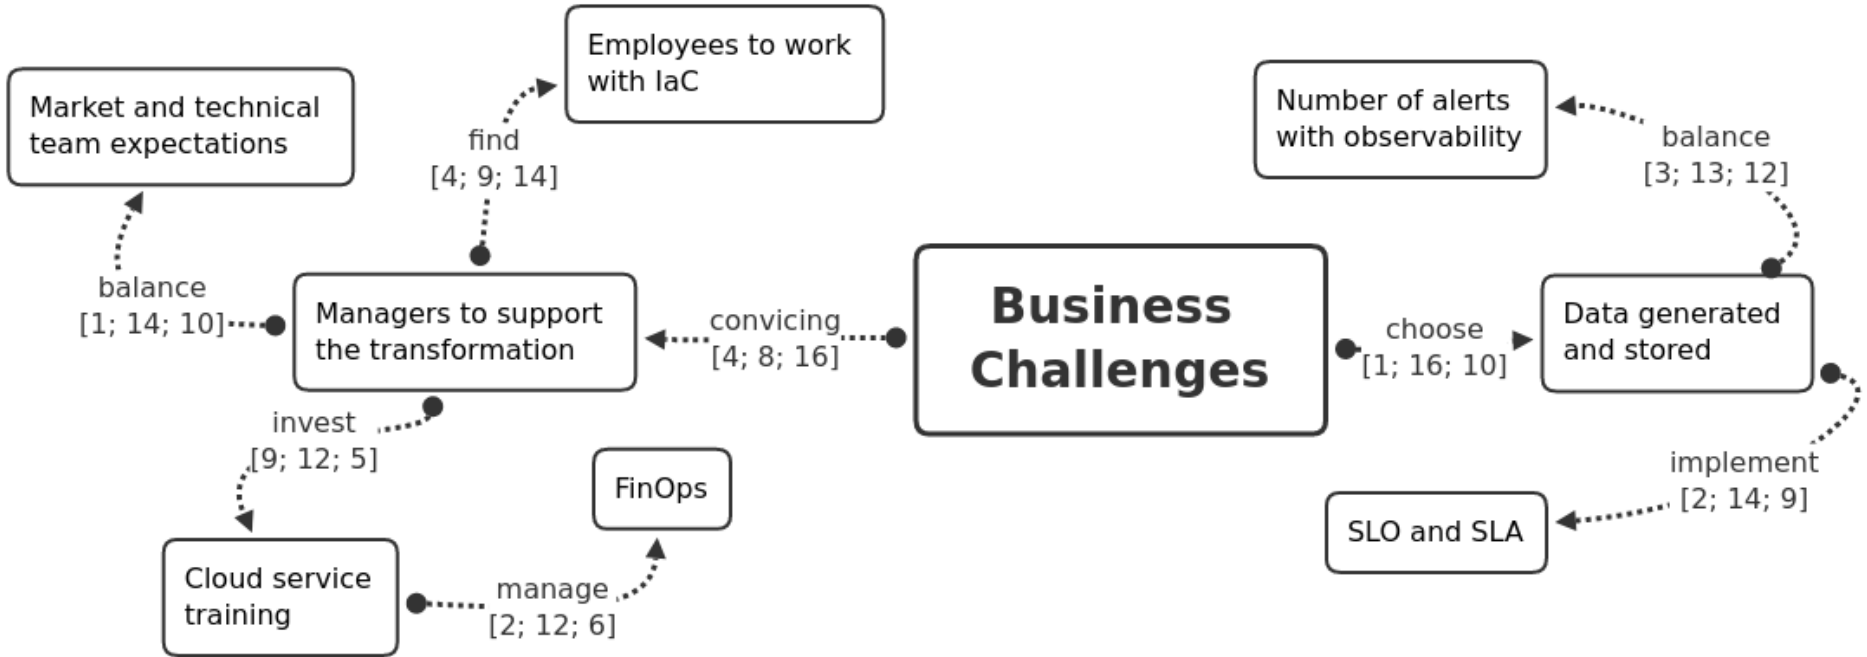 Employees to work
with IaC
Market and technical
team expectations
find
[4; 9; 14]
Number of alerts
with observability
balance
[3; 13; 12]
balance
[1; 14; 10]
Managers to support
the transformation
convicing
[4; 8; 16]
Business
Challenges
choose
[1; 16; 10]
Data generated
and stored
invest
[9; 12; 5]
FinOps
implement
[2; 14; 9]
SLO and SLA
Cloud service
training
manage
[2; 12; 6]